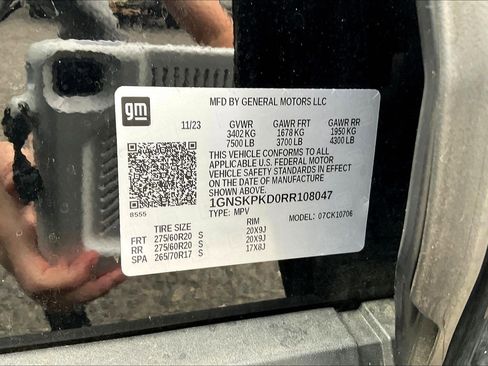 gm
MFD BY GENERAL MOTORS LLC
11/23 GVWR GAWR FRT GAWR RR
3402 KG 1678 KG 1950 KG
7500 LB 3700 LB 4300 LB
THIS VEHICLE CONFORMS TO ALL
APPLICABLE U.S. FEDERAL MOTOR
VEHICLE SAFETY STANDARDS IN EFFECT
ON THE DATE OF MANUFACTURE
SHOWN ABOVE.
1GNSKPKD0RR108047
TYPE: MPV MODEL: 07CK10706
8555
TIRE SIZE RIM
FRT 275/60R20 S 20X9J
RR 275/60R20 S 20X9J
SPA 265/70R17 S 17X8J